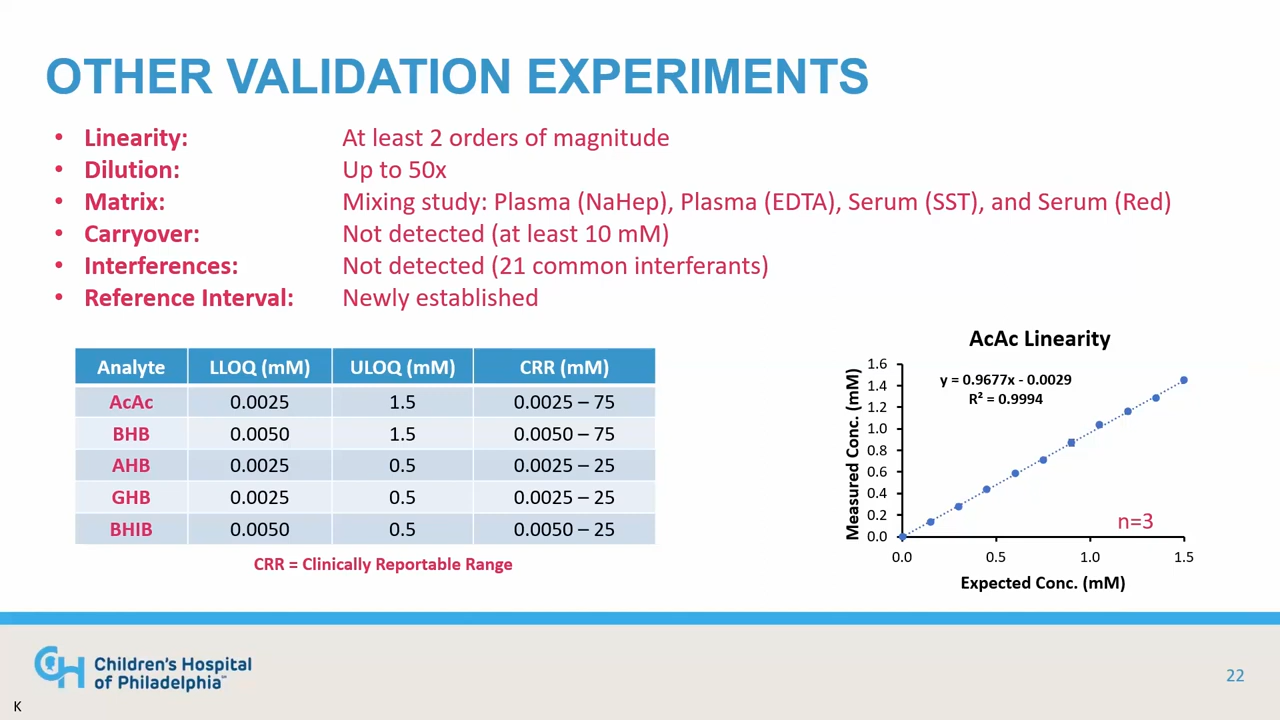 OTHER VALIDATION EXPERIMENTS
• Linearity: At least 2 orders of magnitude
• Dilution: Up to 50x
• Matrix: Mixing study: Plasma (NaHep), Plasma (EDTA), Serum (SST), and Serum (Red)
• Carryover: Not detected (at least 10 mM)
• Interferences: Not detected (21 common interferants)
• Reference Interval: Newly established
Analyte LLOQ (mM) ULOQ (mM) CRR (mM)
AcAc 0.0025 1.5 0.0025 – 75
BHB 0.0050 1.5 0.0050 – 75
AHB 0.0025 0.5 0.0025 – 25
GHB 0.0025 0.5 0.0025 – 25
BHIB 0.0050 0.5 0.0050 – 25
CRR = Clinically Reportable Range
AcAc Linearity
y = 0.9677x - 0.0029
R² = 0.9994
Measured Conc. (mM)
1.6
1.4
1.2
1.0
0.8
0.6
0.4
0.2
0.0
n=3
0.0 0.5 1.0 1.5
Expected Conc. (mM)
CH Children's Hospital
of Philadelphia™
22
K